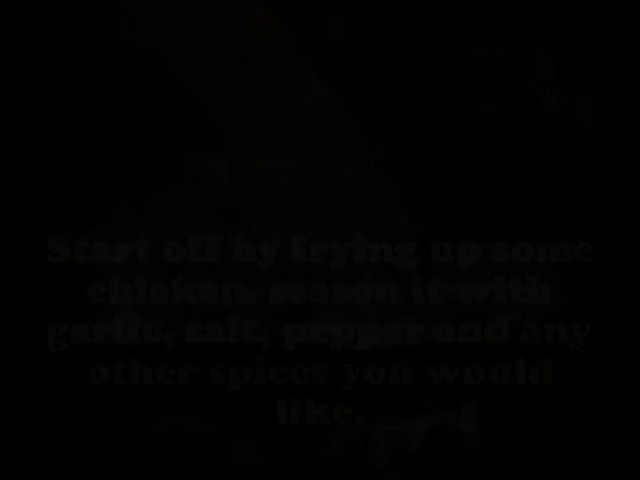 Start off by frying up some
chicken, season it with
garlic, salt, pepper and any
other spices you would
like.